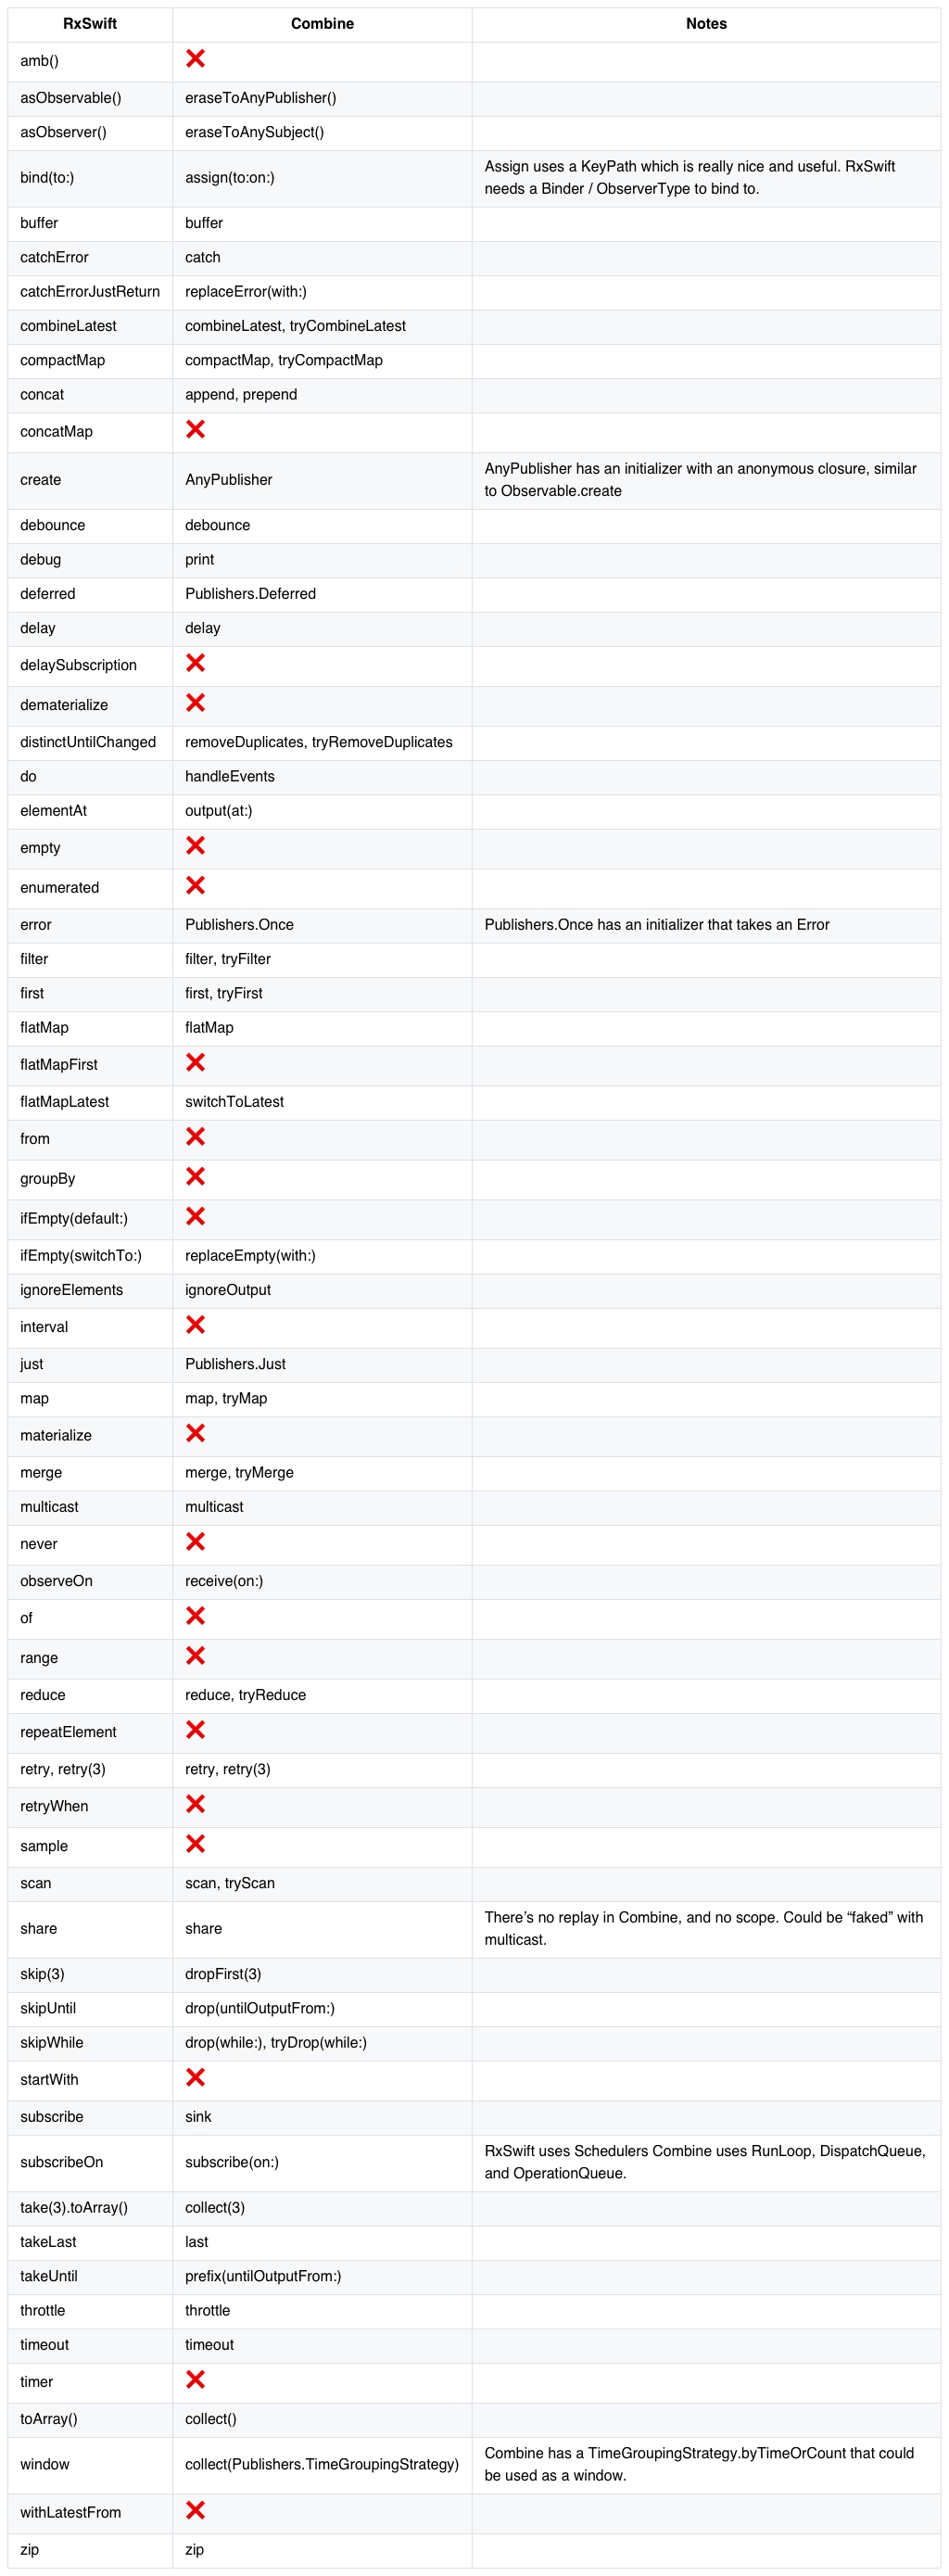 RxSwift Combine Notes
amb() ❌
asObservable() eraseToAnyPublisher()
asObserver() eraseToAnySubject()
bind(to:) assign(to:on:) Assign uses a KeyPath which is really nice and useful. RxSwift
needs a Binder / ObserverType to bind to.
buffer buffer
catchError catch
catchErrorJustReturn replaceError(with:)
combineLatest combineLatest, tryCombineLatest
compactMap compactMap, tryCompactMap
concat append, prepend
concatMap ❌
create AnyPublisher AnyPublisher has an initializer with an anonymous closure, similar
to Observable.create
debounce debounce
debug print
deferred Publishers.Deferred
delay delay
delaySubscription ❌
dematerialize ❌
distinctUntilChanged removeDuplicates, tryRemoveDuplicates
do handleEvents
elementAt output(at:)
empty ❌
enumerated ❌
error Publishers.Once Publishers.Once has an initializer that takes an Error
filter filter, tryFilter
first first, tryFirst
flatMap flatMap
flatMapFirst ❌
flatMapLatest switchToLatest
from ❌
groupBy ❌
ifEmpty(default:) ❌
ifEmpty(switchTo:) replaceEmpty(with:)
ignoreElements ignoreOutput
interval ❌
just Publishers.Just
map map, tryMap
materialize ❌
merge merge, tryMerge
multicast multicast
never ❌
observeOn receive(on:)
of ❌
range ❌
reduce reduce, tryReduce
repeatElement ❌
retry, retry(3) retry, retry(3)
retryWhen ❌
sample ❌
scan scan, tryScan
share share There’s no replay in Combine, and no scope. Could be “faked” with
multicast.
skip(3) dropFirst(3)
skipUntil drop(untilOutputFrom:)
skipWhile drop(while:), tryDrop(while:)
startWith ❌
subscribe sink
subscribeOn subscribe(on:) RxSwift uses Schedulers Combine uses RunLoop, DispatchQueue,
and OperationQueue.
take(3).toArray() collect(3)
takeLast last
takeUntil prefix(untilOutputFrom:)
throttle throttle
timeout timeout
timer ❌
toArray() collect()
window collect(Publishers.TimeGroupingStrategy) Combine has a TimeGroupingStrategy.byTimeOrCount that could
be used as a window.
withLatestFrom ❌
zip zip